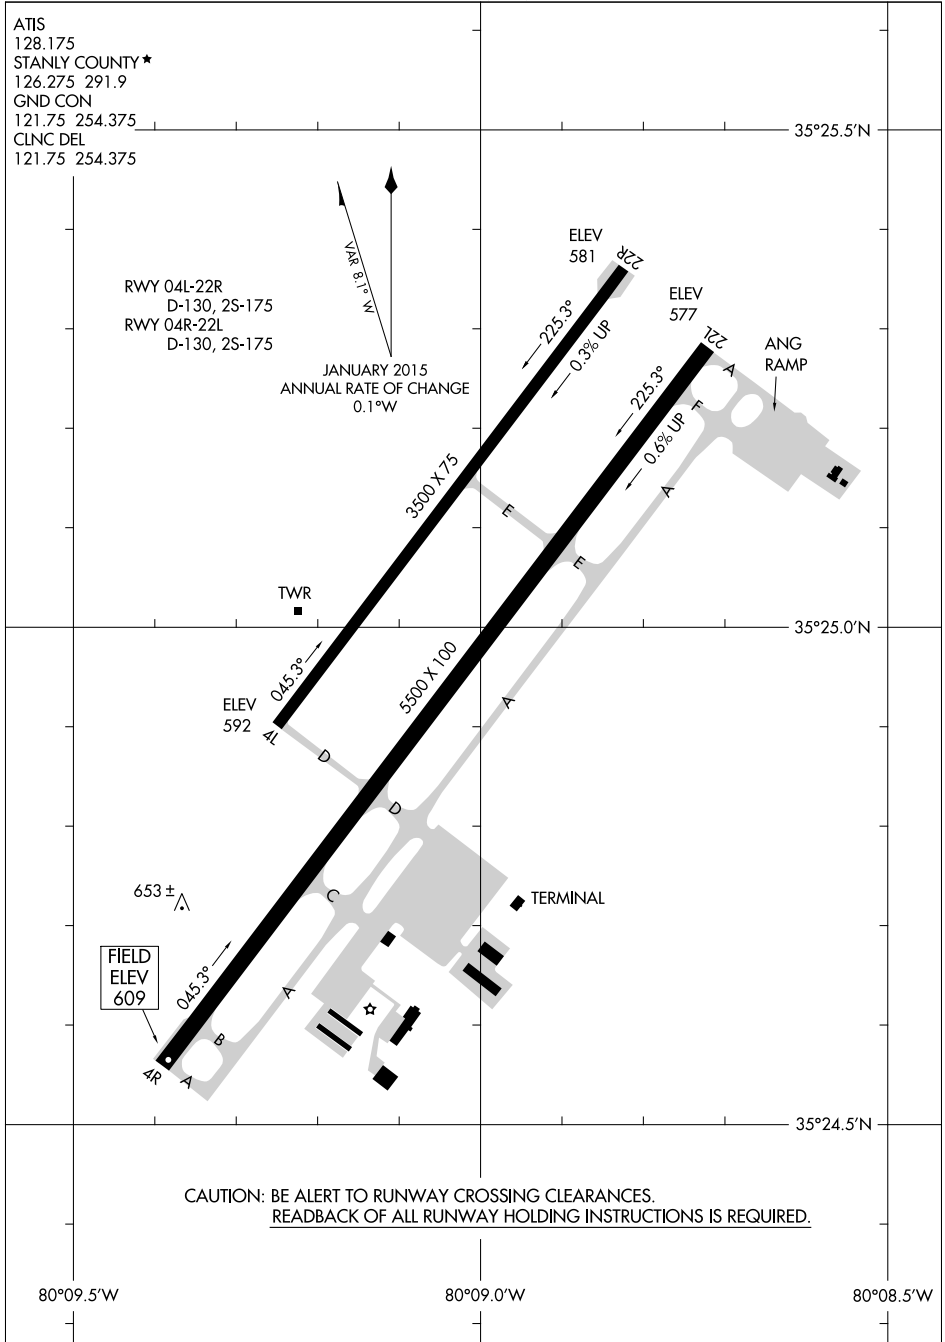 ATIS
128.175
STANLY COUNTY★
126.275 291.9
GND CON
121.75 254.375
CLNC DEL
121.75 254.375
35°25.5'N
VAR 8.1° W
JANUARY 2015
ANNUAL RATE OF CHANGE
0.1°W
RWY 04L-22R
D-130, 2S-175
RWY 04R-22L
D-130, 2S-175
ELEV
581
22R
225.3°
0.3% UP
ELEV
577
22L
225.3°
0.6% UP
A
F
ANG
RAMP
A
3500 X 75
E
E
TWR
35°25.0'N
045.3°
5500 X 100
A
ELEV
592
4L
D
D
653 ±
C
TERMINAL
FIELD
ELEV
609
045.3°
A
B
4R
A
35°24.5'N
CAUTION: BE ALERT TO RUNWAY CROSSING CLEARANCES.
READBACK OF ALL RUNWAY HOLDING INSTRUCTIONS IS REQUIRED.
80°09.5'W
80°09.0'W
80°08.5'W